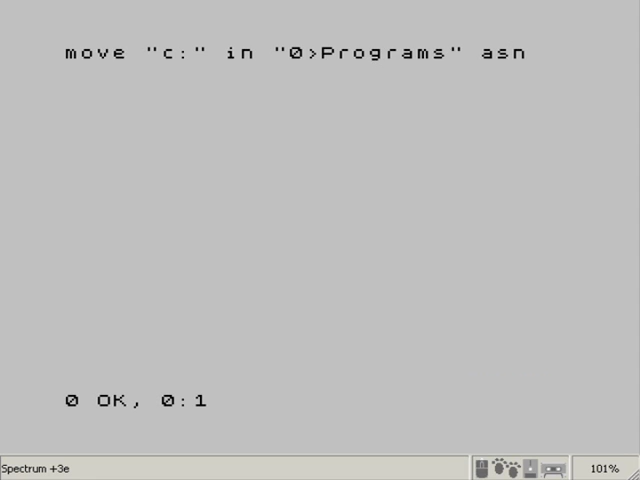 move "c:" in "0>Programs" asn
0 OK, 0:1
Spectrum +3e
101%